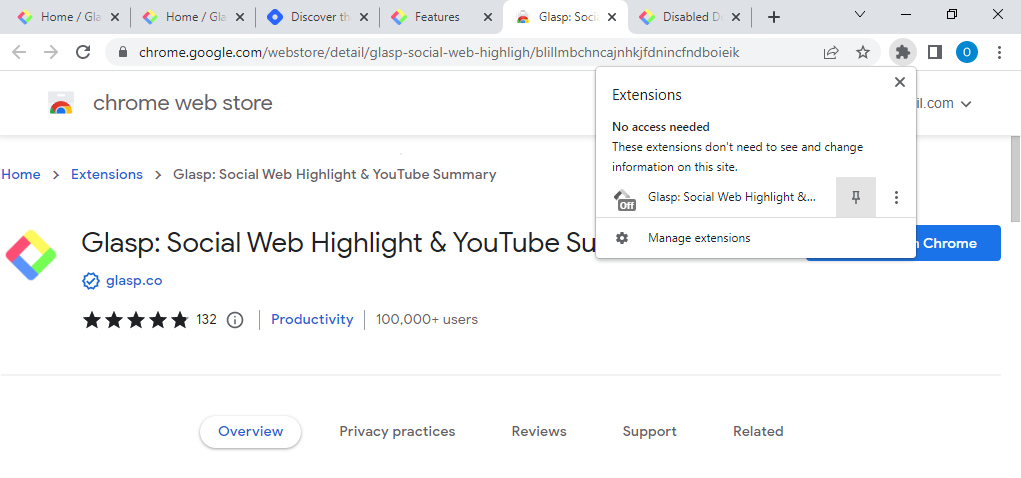 Home / Gla
Home / Gla
Discover th
Features
Glasp: Soci
Disabled D
chrome.google.com/webstore/detail/glasp-social-web-highligh/blillmbchncajnhkjfdnincfndboieik
O
chrome web store
il.com
Extensions
No access needed
These extensions don't need to see and change
information on this site.
Off
Glasp: Social Web Highlight &...
Manage extensions
Home > Extensions > Glasp: Social Web Highlight & YouTube Summary
Glasp: Social Web Highlight & YouTube Su
Chrome
glasp.co
132
Productivity
100,000+ users
Overview
Privacy practices
Reviews
Support
Related